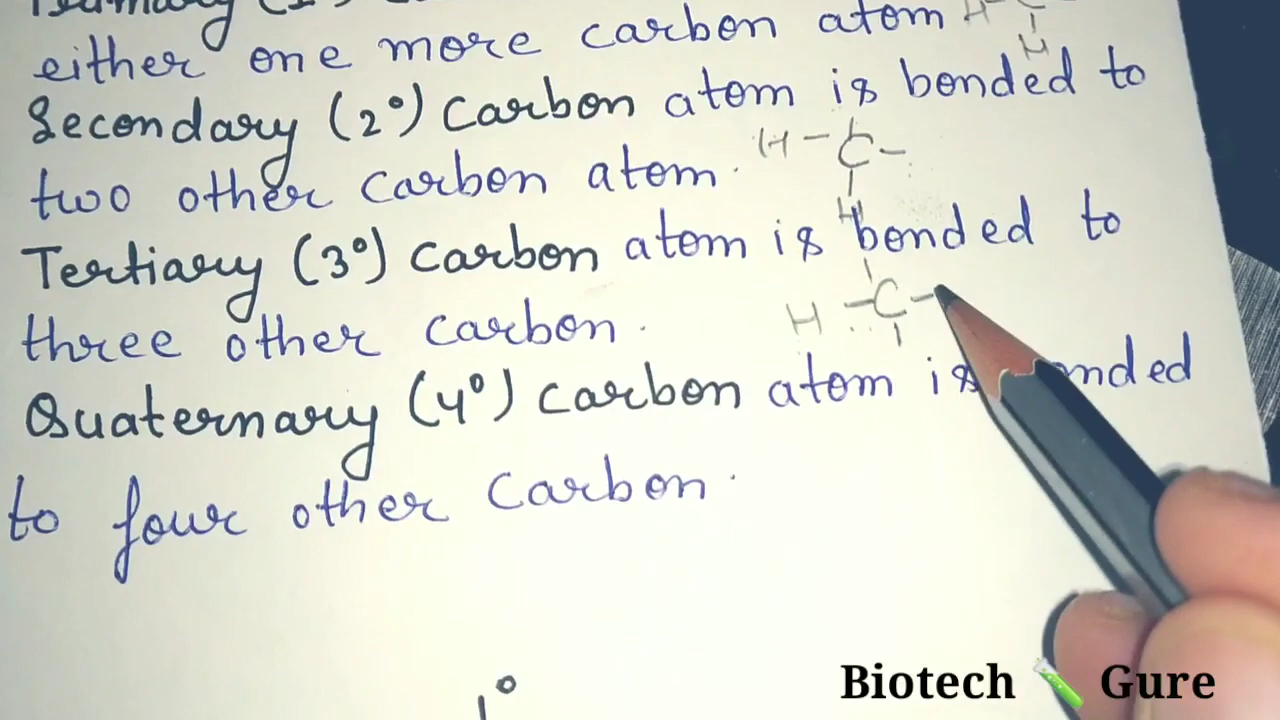 either one more carbon atom H
H
Secondary (2°) carbon atom is bonded to
H - C -
two other carbon atom.
H
Tertiary (3°) carbon atom is bonded to
H - C -
three other carbon.
Quaternary (4°) carbon atom is
to four other carbon.
1°
Biotech Gure